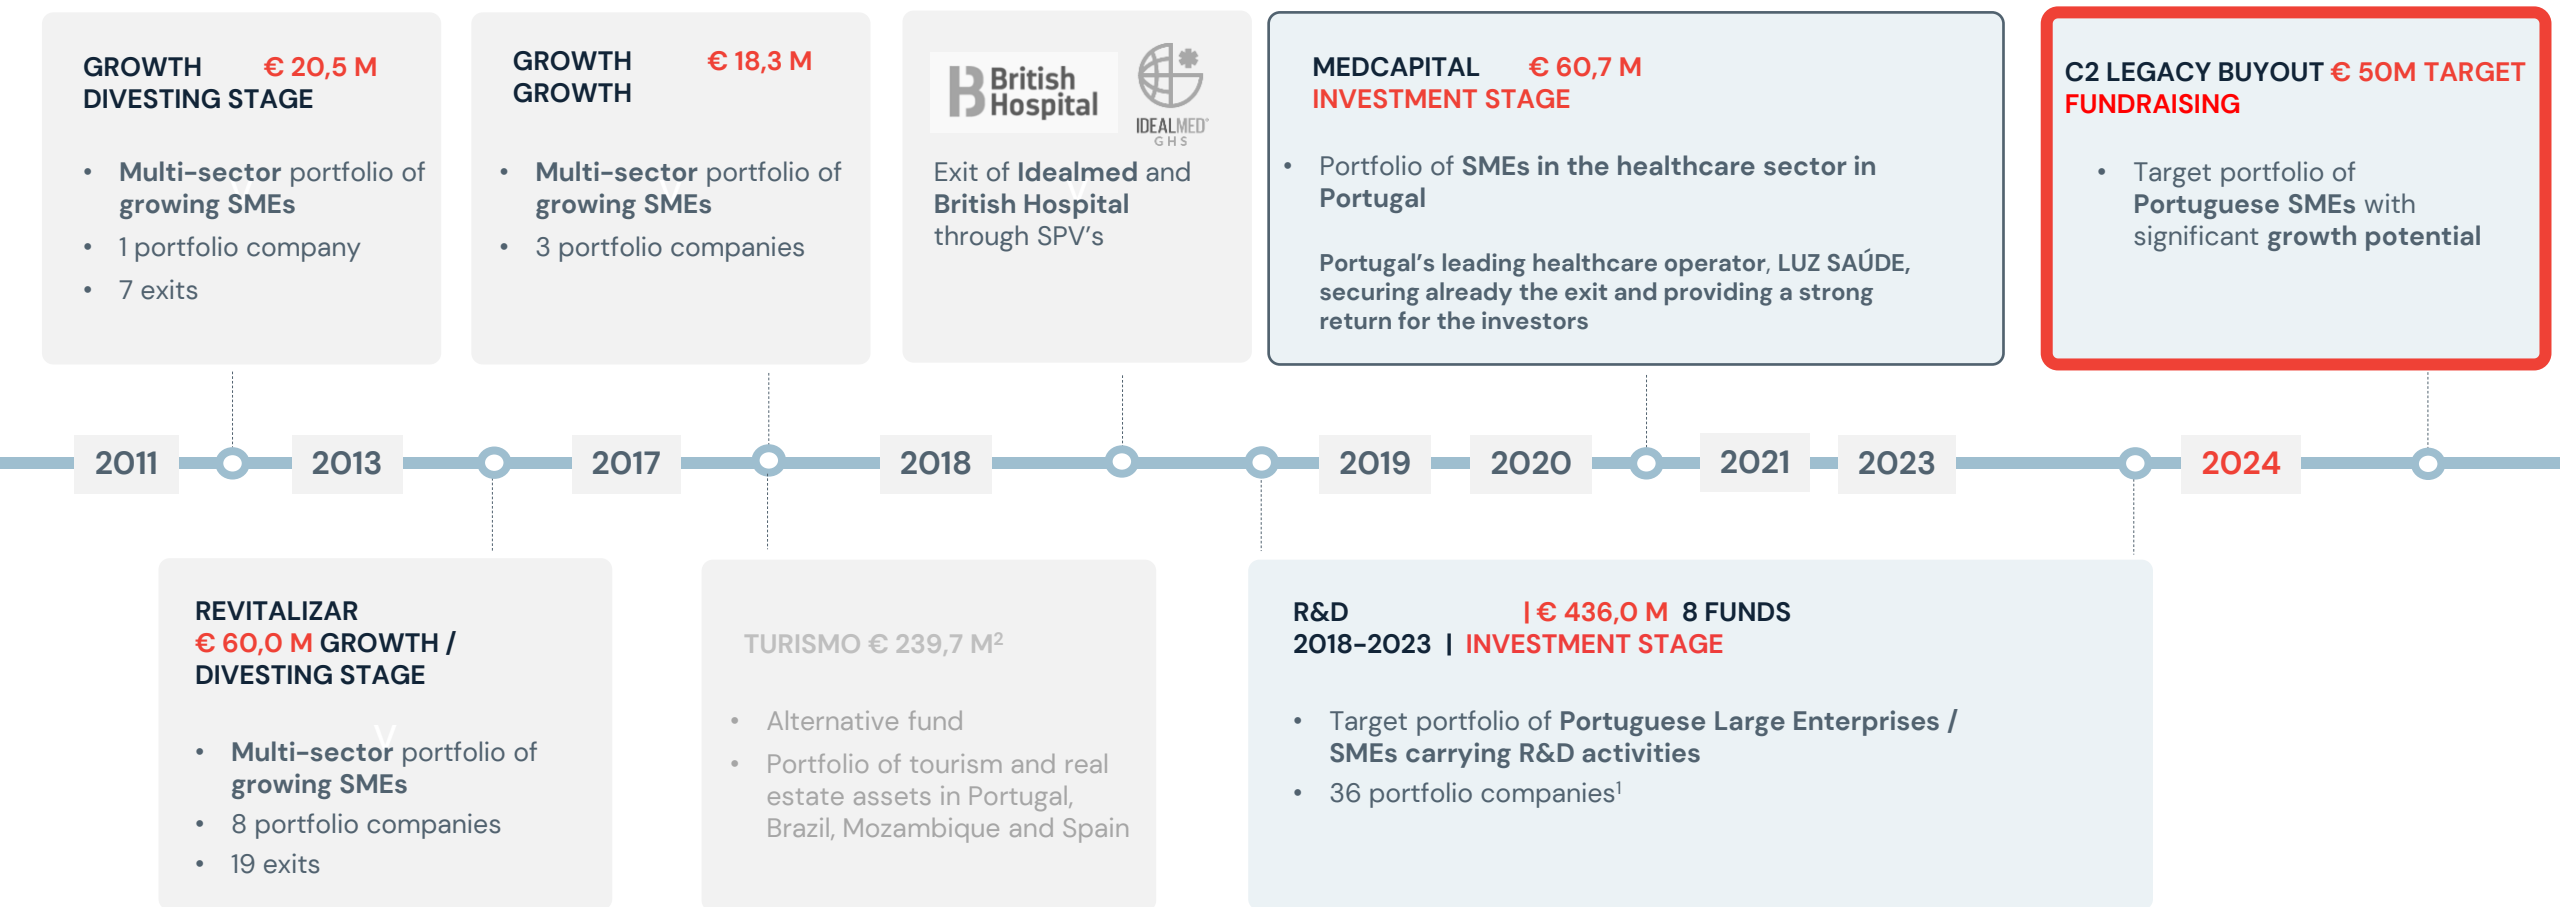 GROWTH € 20,5 M
DIVESTING STAGE
• Multi-sector portfolio of
growing SMEs
• 1 portfolio company
• 7 exits
GROWTH € 18,3 M
GROWTH
• Multi-sector portfolio of
growing SMEs
• 3 portfolio companies
British
Hospital
IDEALMED®
GHS
Exit of Idealmed and
British Hospital
through SPV's
MEDCAPITAL € 60,7 M
INVESTMENT STAGE
• Portfolio of SMEs in the healthcare sector in
Portugal
Portugal's leading healthcare operator, LUZ SAÚDE,
securing already the exit and providing a strong
return for the investors
C2 LEGACY BUYOUT € 50M TARGET
FUNDRAISING
• Target portfolio of
Portuguese SMEs with
significant growth potential
2011
2013
2017
2018
2019
2020
2021
2023
2024
REVITALIZAR
€ 60,0 M GROWTH /
DIVESTING STAGE
• Multi-sector portfolio of
growing SMEs
• 8 portfolio companies
• 19 exits
TURISMO € 239,7 M²
• Alternative fund
• Portfolio of tourism and real
estate assets in Portugal,
Brazil, Mozambique and Spain
R&D | € 436,0 M 8 FUNDS
2018-2023 | INVESTMENT STAGE
• Target portfolio of Portuguese Large Enterprises /
SMEs carrying R&D activities
• 36 portfolio companies¹